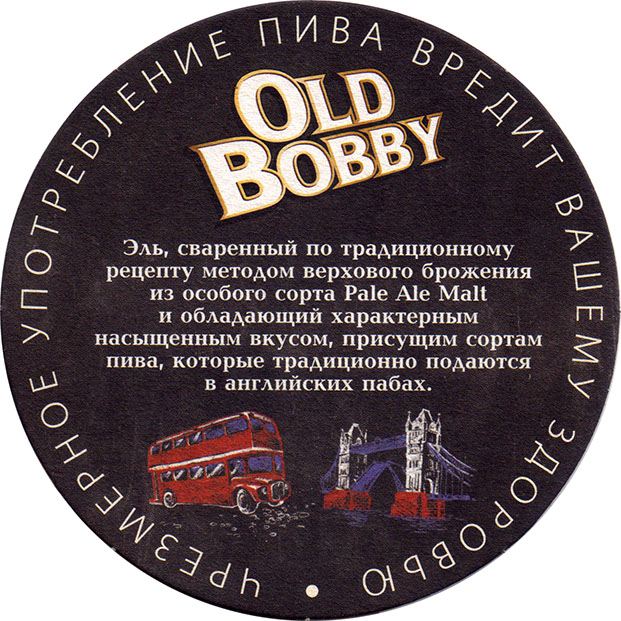 ЧРЕЗМЕРНОЕ УПОТРЕБЛЕНИЕ ПИВА ВРЕДИТ ВАШЕМУ ЗДОРОВЬЮ •
OLD
BOBBY
Эль, сваренный по традиционному
рецепту методом верхового брожения
из особого сорта Pale Ale Malt
и обладающий характерным
насыщенным вкусом, присущим сортам
пива, которые традиционно подаются
в английских пабах.